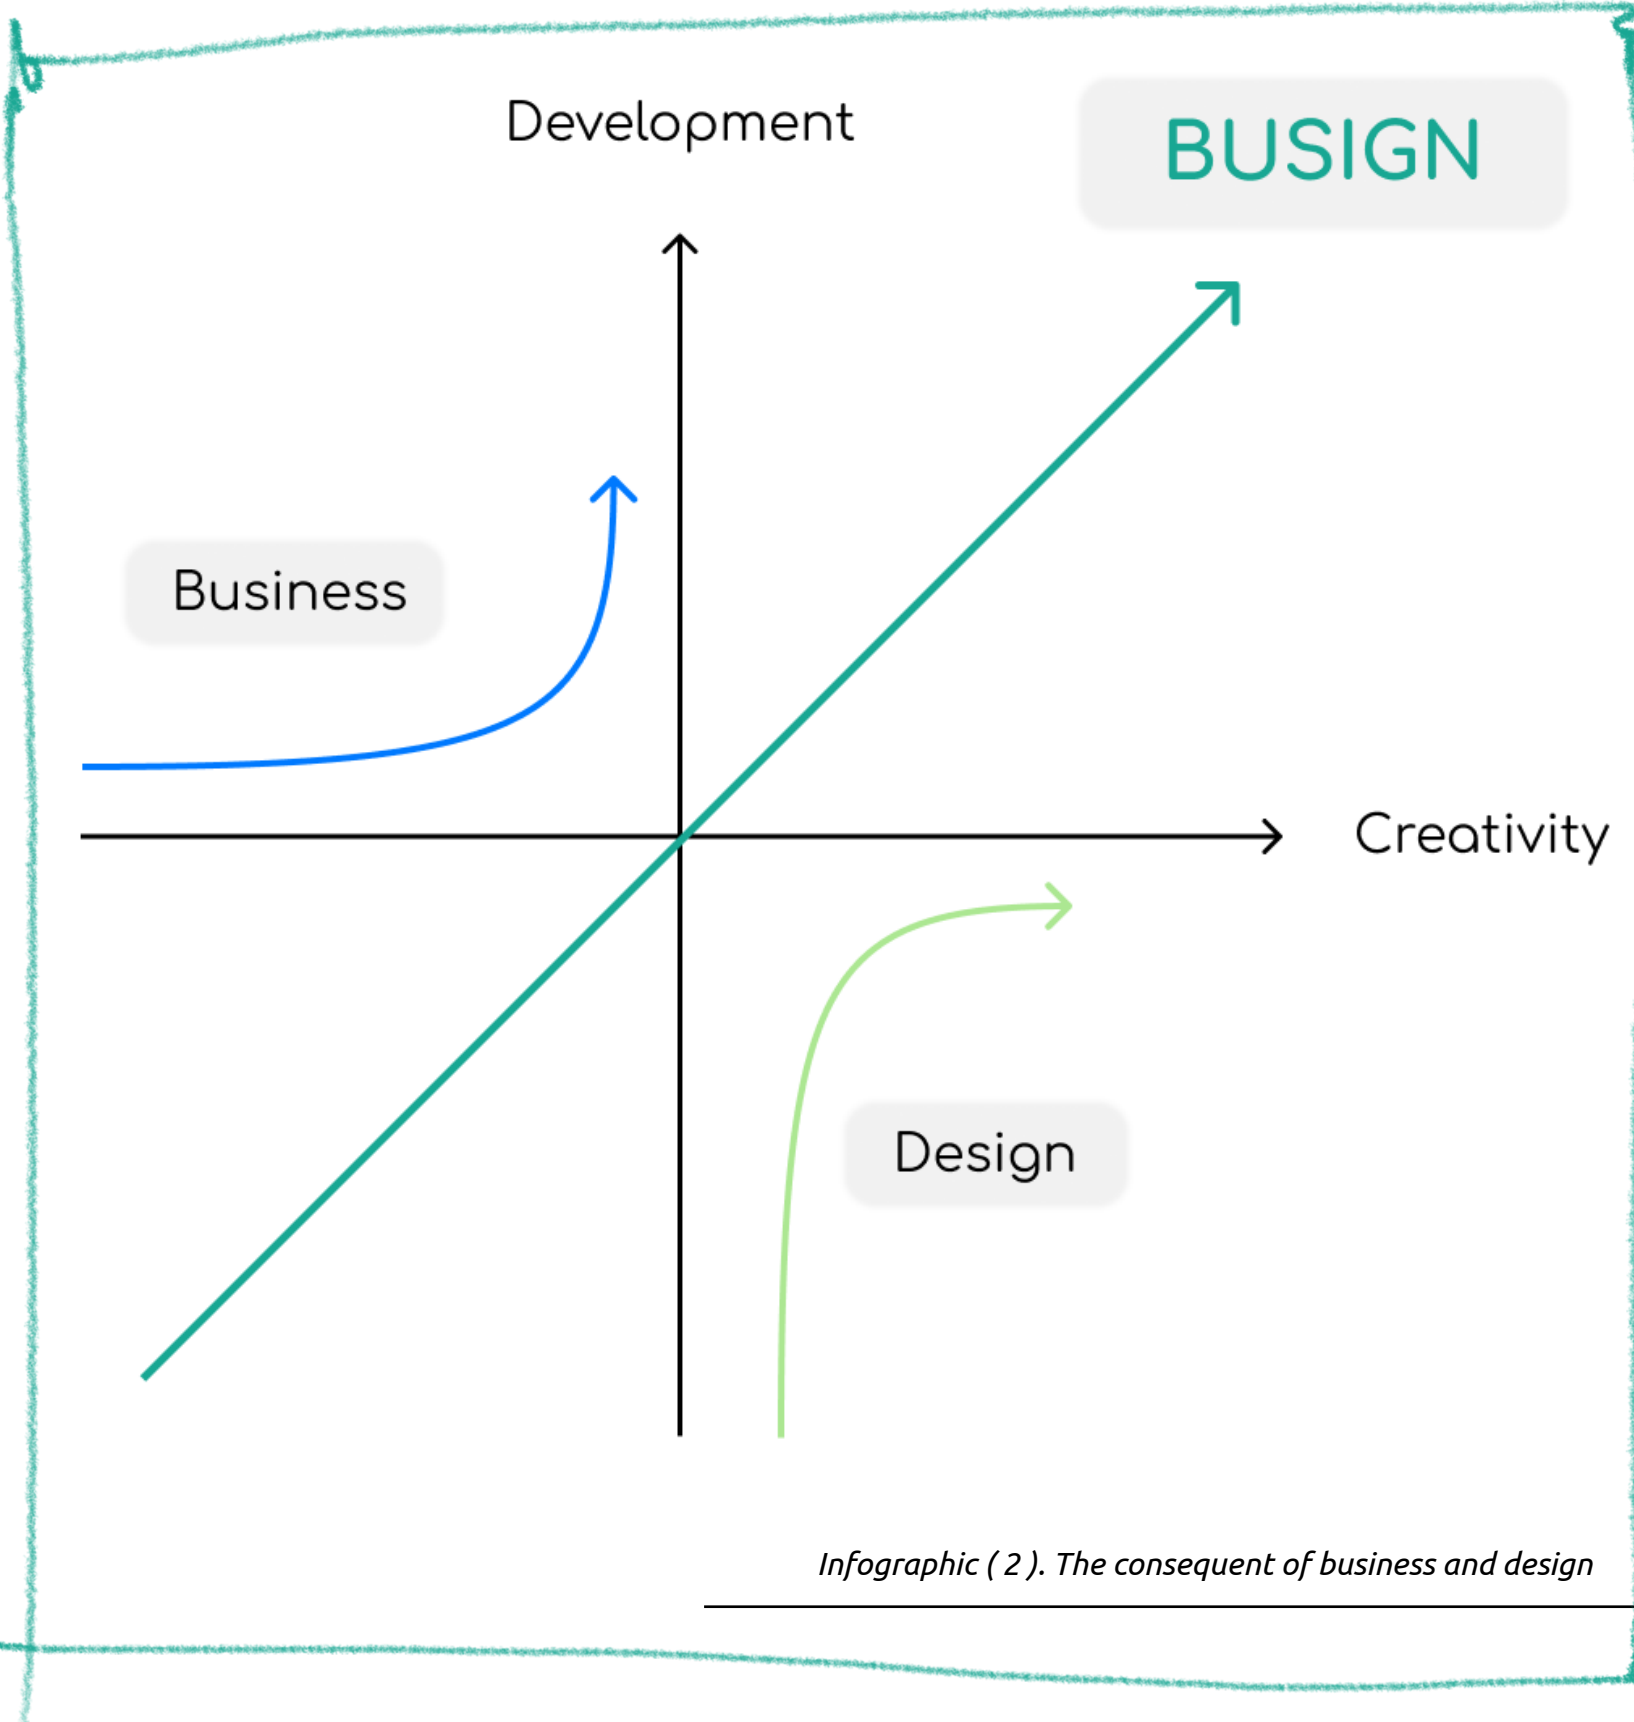 Development
BUSIGN
Business
Creativity
Design
Infographic ( 2 ). The consequent of business and design